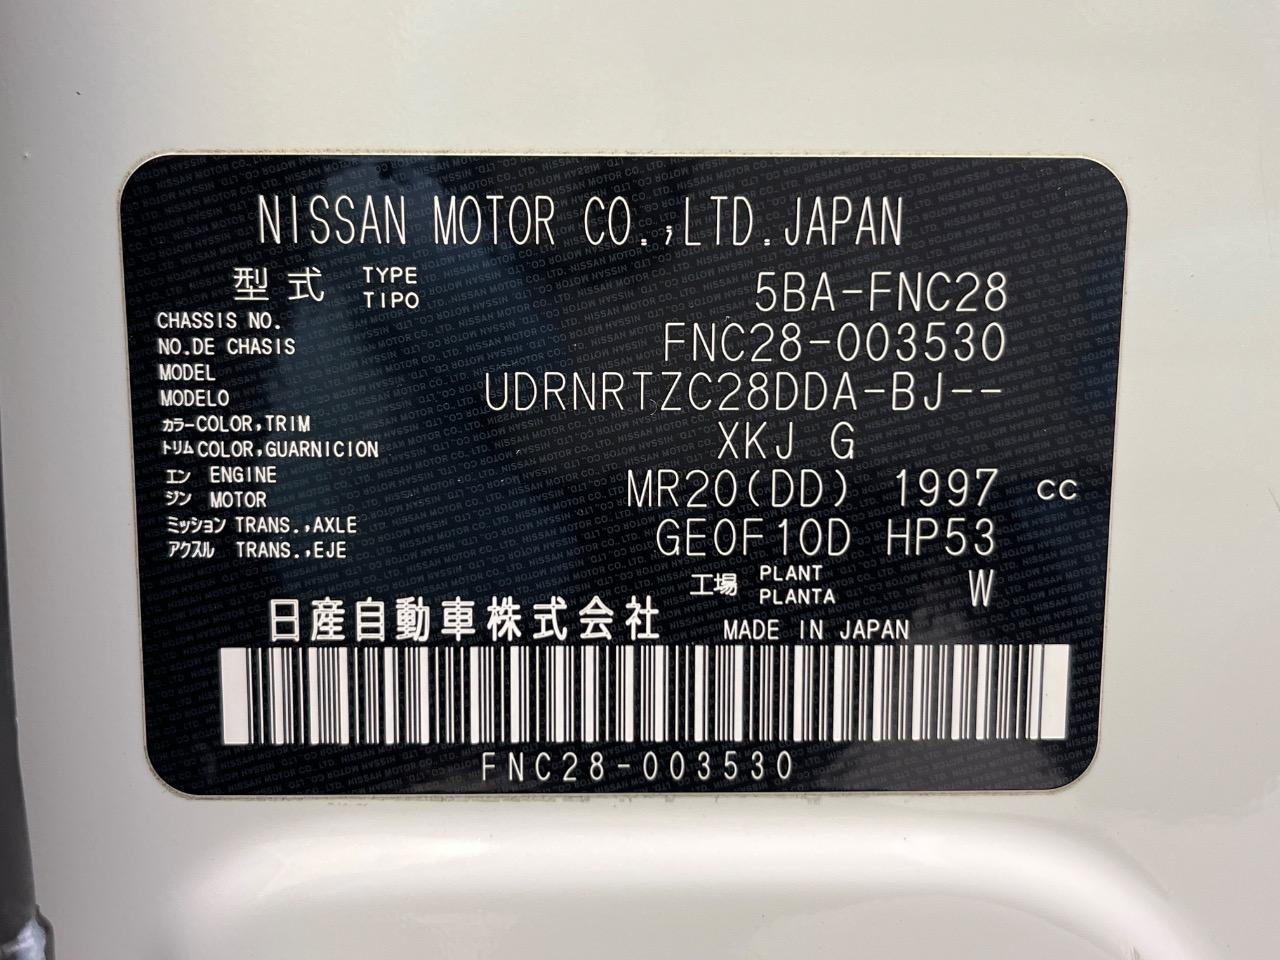 NISSAN MOTOR CO.,LTD.JAPAN
型式 TYPE TIPO 5BA-FNC28
CHASSIS NO.
NO.DE CHASIS FNC28-003530
MODEL
MODELO UDRNRTZC28DDA-BJ--
カラー COLOR,TRIM
トリム COLOR,GUARNICION XKJ G
エン ENGINE
ジン MOTOR MR20(DD) 1997 cc
ミッション TRANS.,AXLE
アクスル TRANS.,EJE GE0F10D HP53
工場 PLANT PLANTA W
日産自動車株式会社 MADE IN JAPAN
FNC28-003530